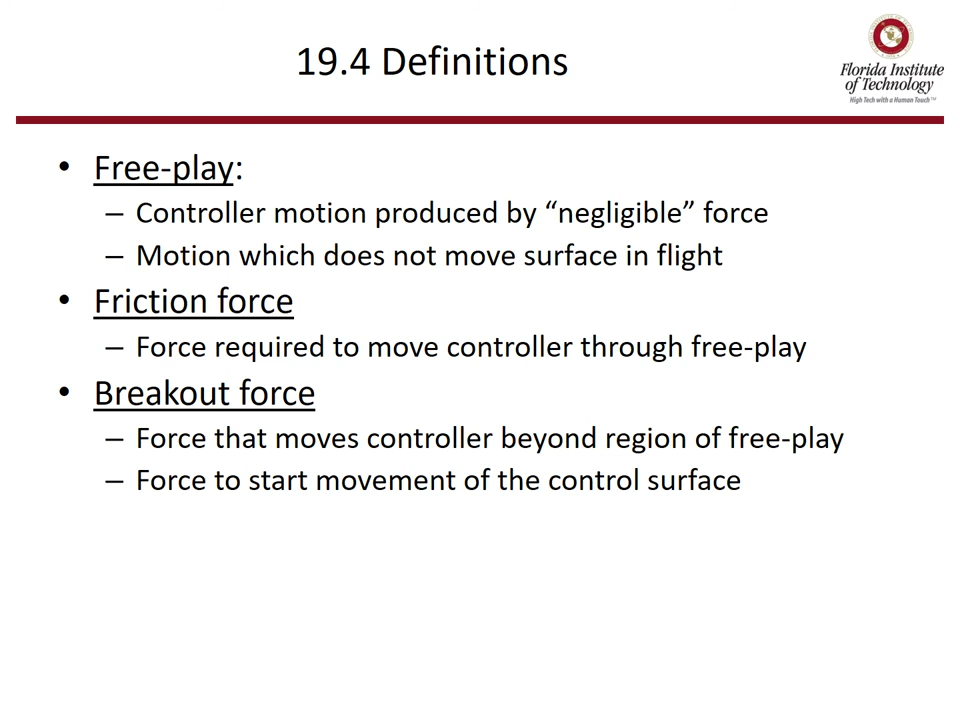 19.4 Definitions
Florida Institute
of Technology
High Tech with a Human Touch™
• Free-play:
– Controller motion produced by “negligible” force
– Motion which does not move surface in flight
• Friction force
– Force required to move controller through free-play
• Breakout force
– Force that moves controller beyond region of free-play
– Force to start movement of the control surface